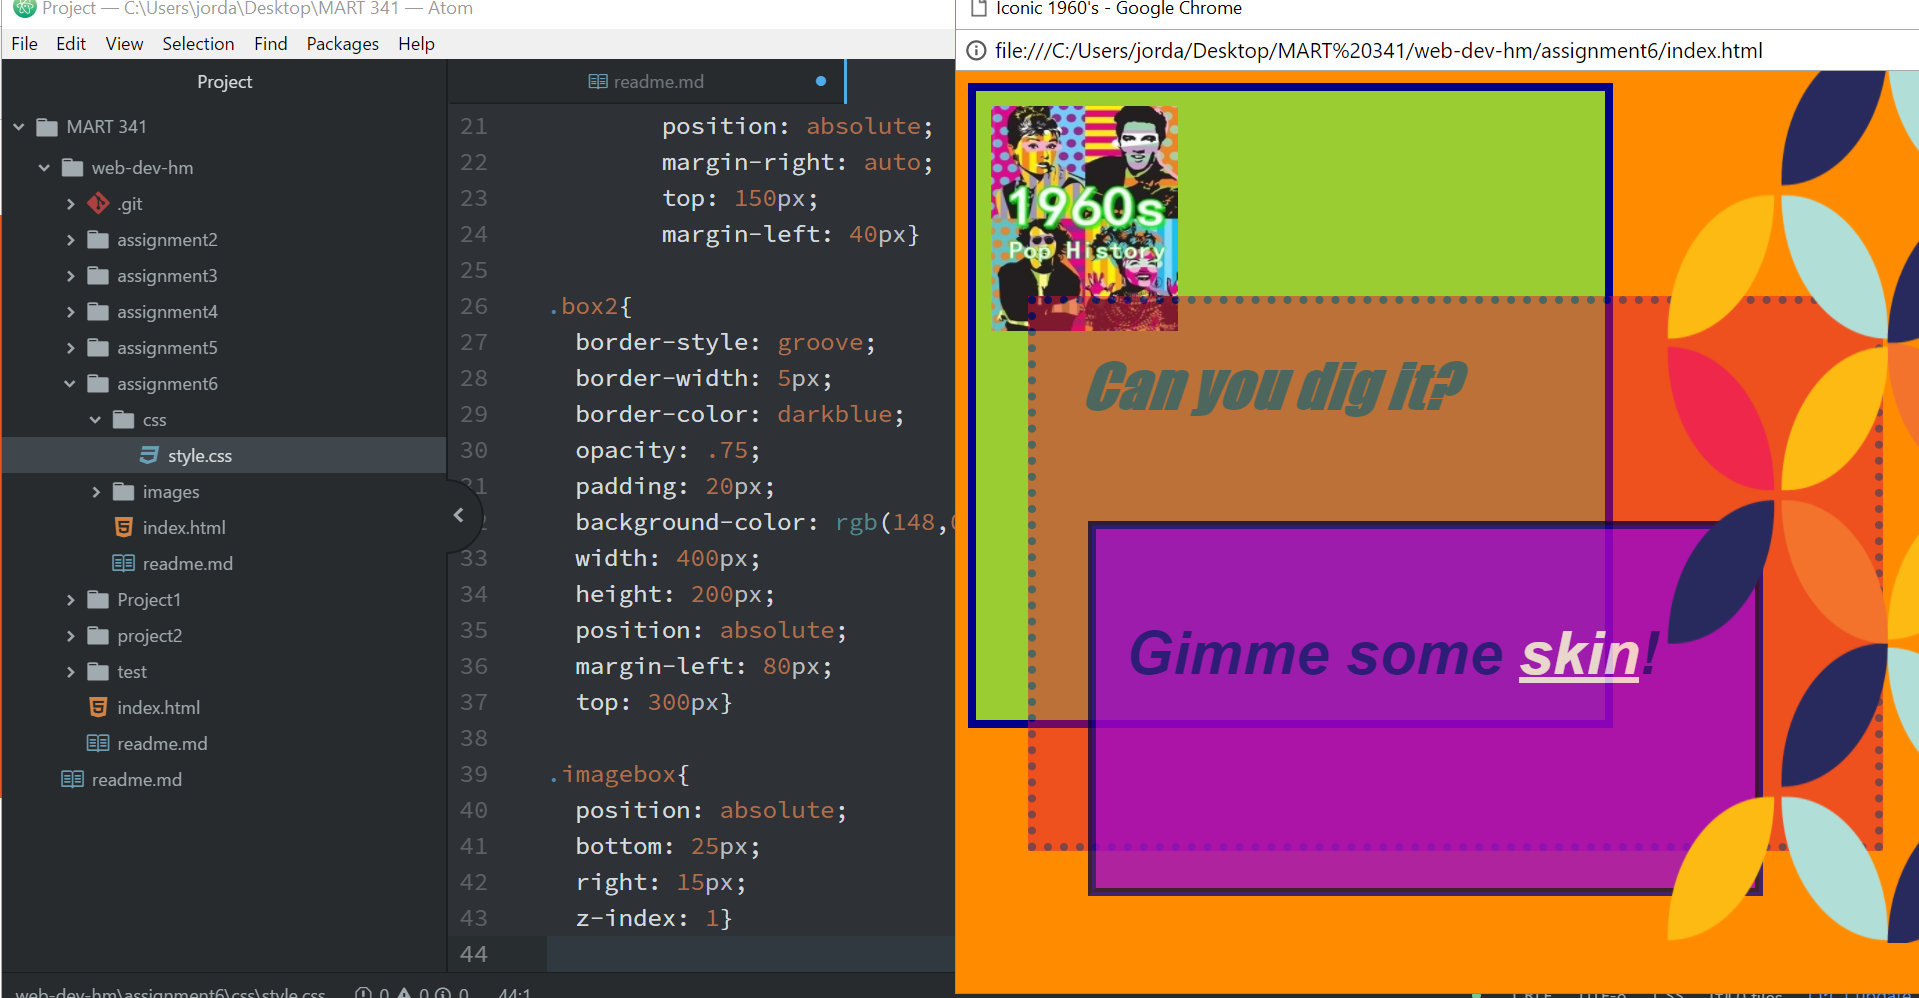 Project — C:\Users\jorda\Desktop\MART 341 — Atom
File Edit View Selection Find Packages Help
Project
MART 341
web-dev-hm
.git
assignment2
assignment3
assignment4
assignment5
assignment6
css
style.css
images
index.html
readme.md
Project1
project2
test
index.html
readme.md
readme.md
readme.md
21 position: absolute;
22 margin-right: auto;
23 top: 150px;
24 margin-left: 40px}
25
26 .box2{
27 border-style: groove;
28 border-width: 5px;
29 border-color: darkblue;
30 opacity: .75;
31 padding: 20px;
background-color: rgb(148,
33 width: 400px;
34 height: 200px;
35 position: absolute;
36 margin-left: 80px;
37 top: 300px}
38
39 .imagebox{
40 position: absolute;
41 bottom: 25px;
42 right: 15px;
43 z-index: 1}
44
web-dev-hm\assignment6\css\style.css 0 0 0 44:1
Iconic 1960's - Google Chrome
file:///C:/Users/jorda/Desktop/MART%20341/web-dev-hm/assignment6/index.html
1960s
Pop History
Can you dig it?
Gimme some skin!